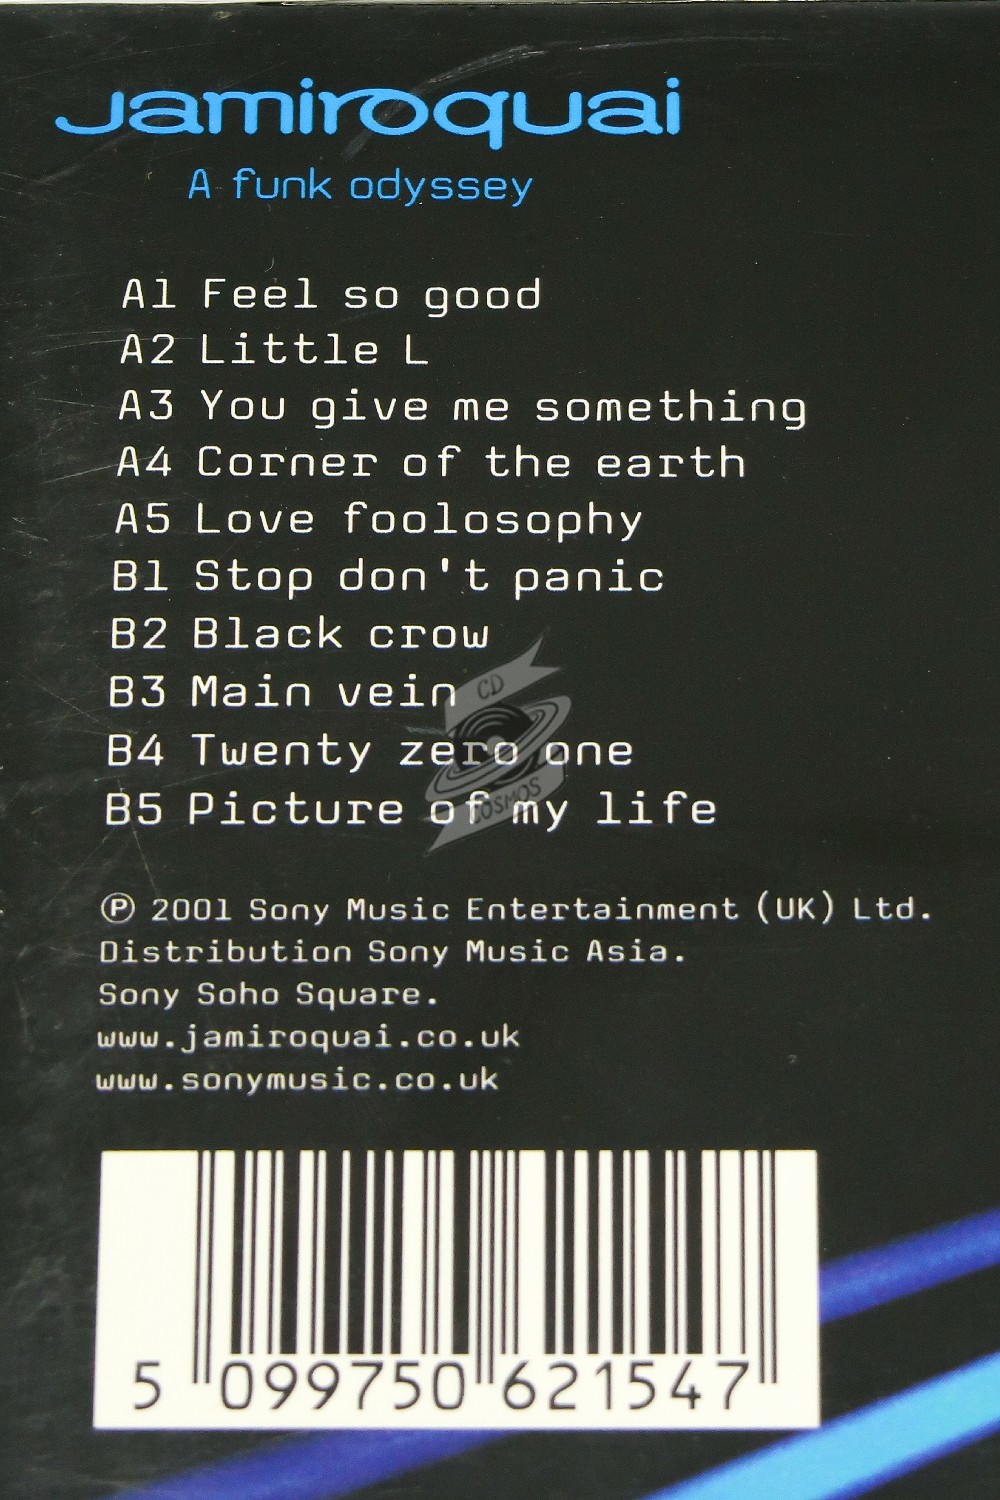 Jamiroquai
A funk odyssey
A1 Feel so good
A2 Little L
A3 You give me something
A4 Corner of the earth
A5 Love foolosophy
B1 Stop don't panic
B2 Black crow
B3 Main vein
B4 Twenty zero one
B5 Picture of my life
CD
COSMOS
℗ 2001 Sony Music Entertainment (UK) Ltd.
Distribution Sony Music Asia.
Sony Soho Square.
www.jamiroquai.co.uk
www.sonymusic.co.uk
5 099750 621547